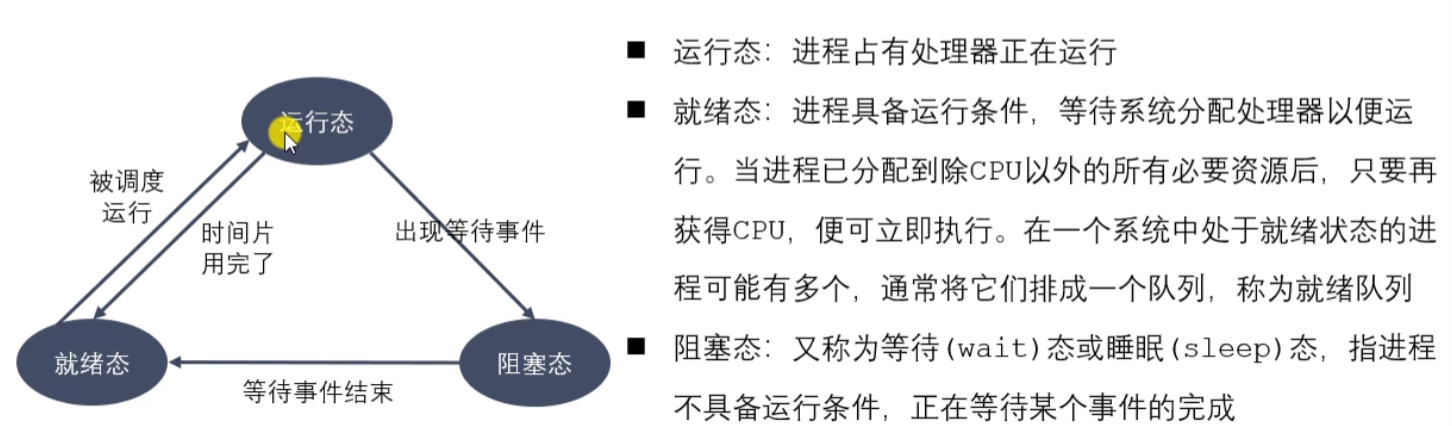 运行态
被调度
运行
时间片
用完了
出现等待事件
就绪态
阻塞态
等待事件结束
■ 运行态：进程占有处理器正在运行
■ 就绪态：进程具备运行条件，等待系统分配处理器以便运
行。当进程已分配到除CPU以外的所有必要资源后，只要再
获得CPU，便可立即执行。在一个系统中处于就绪状态的进
程可能有多个，通常将它们排成一个队列，称为就绪队列
■ 阻塞态：又称为等待(wait)态或睡眠(sleep)态，指进程
不具备运行条件，正在等待某个事件的完成